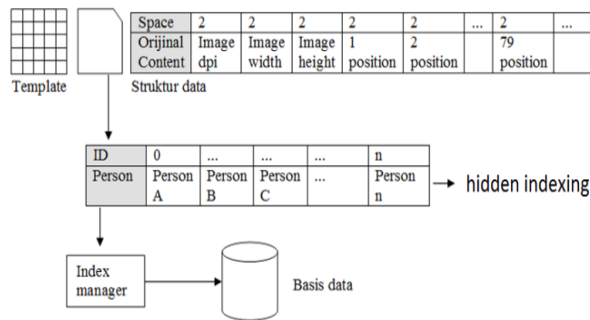 Space 2 2 2 2 2 ... 2 ...
Orijinal Image Image Image 1 2 79
Content dpi width height position position position
Template Struktur data
ID 0 ... ... ... n
Person Person Person Person ... Person
A B C n
hidden indexing
Index
manager
Basis data